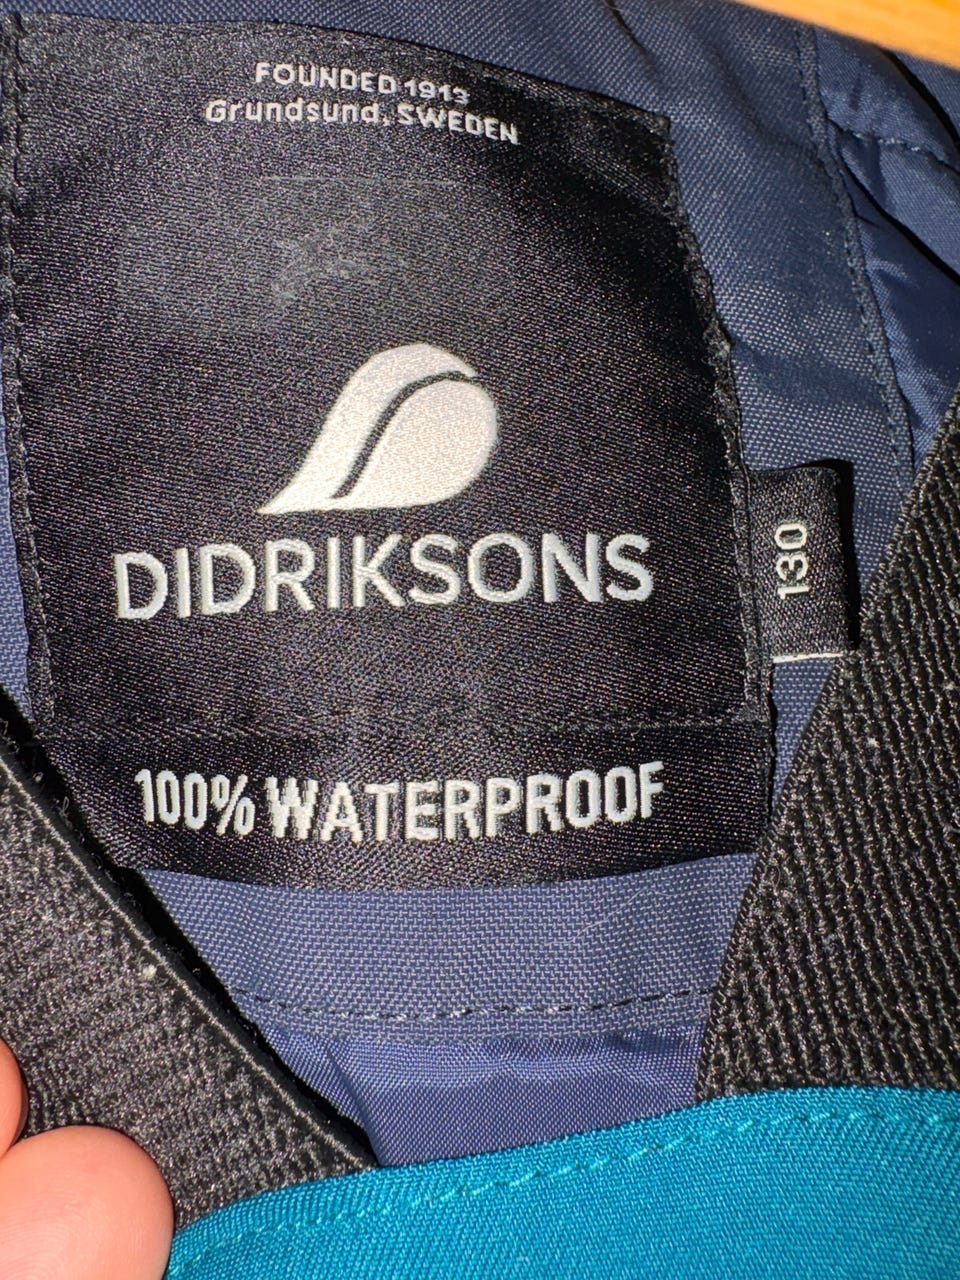 FOUNDED 1913
Grundsund, SWEDEN
DIDRIKSONS
130
100% WATERPROOF